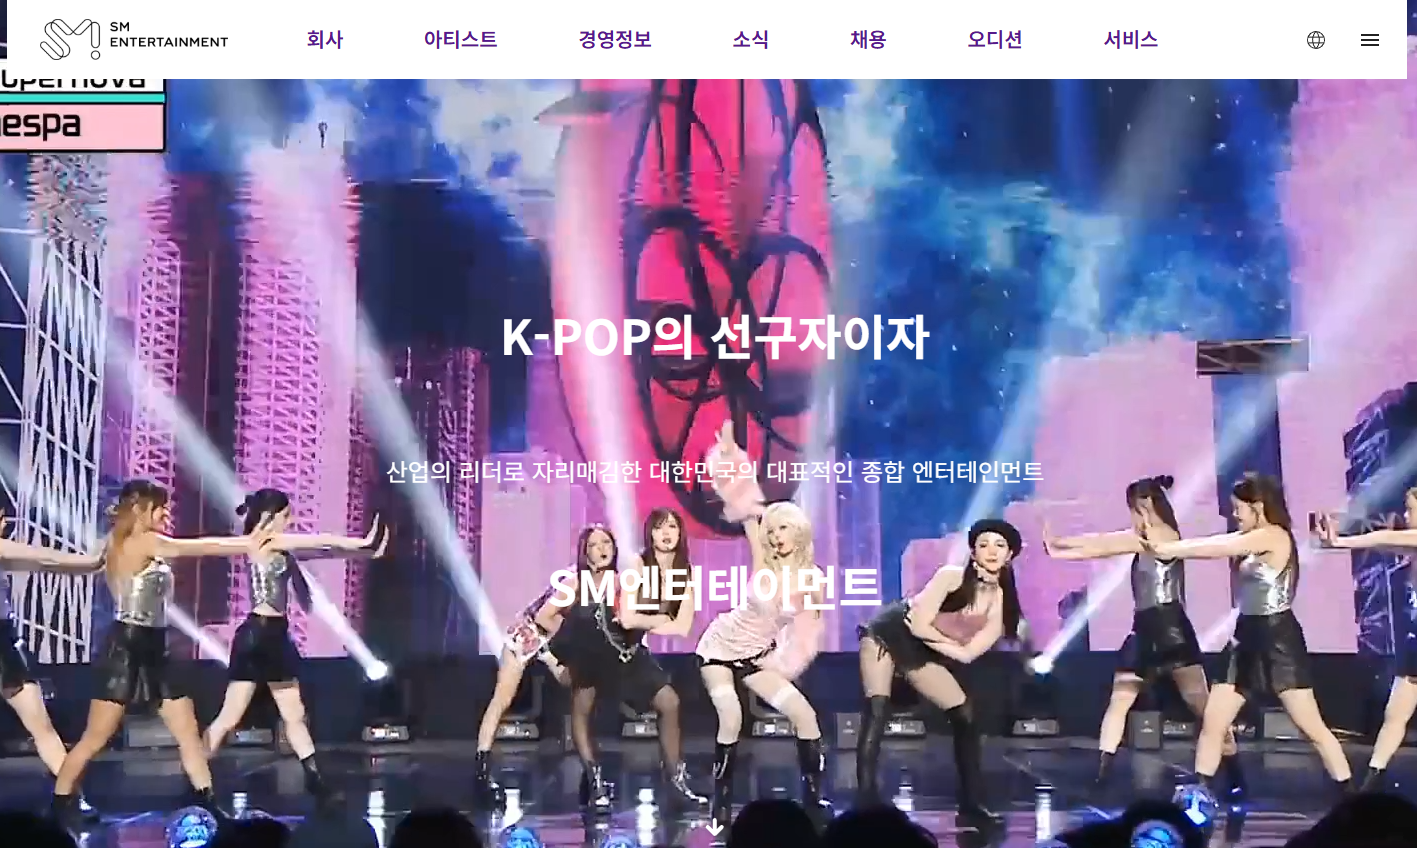 SM
ENTERTAINMENT
회사 아티스트 경영정보 소식 채용 오디션 서비스
upernova
aespa
K-POP의 선구자이자
산업의 리더로 자리매김한 대한민국의 대표적인 종합 엔터테인먼트
SM엔터테이먼트